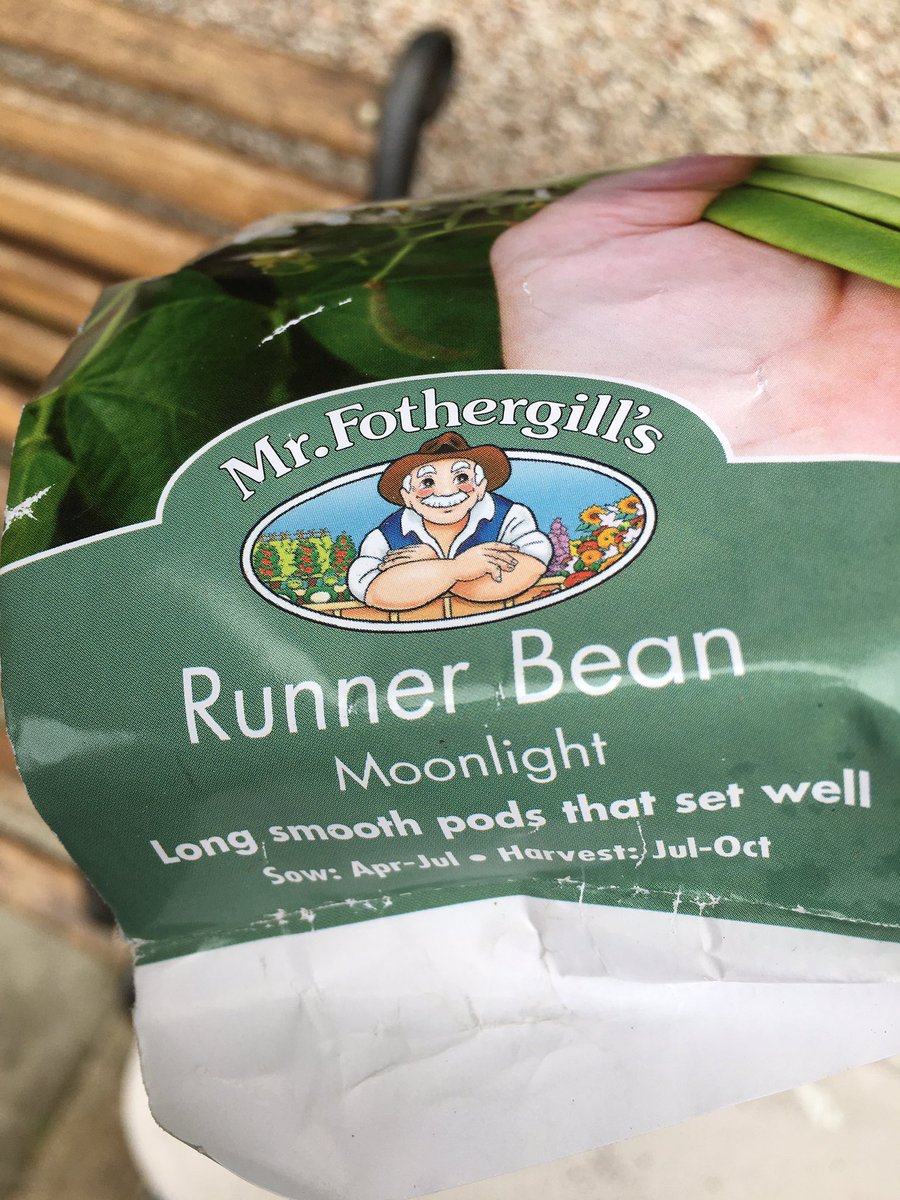 Mr. Fothergill's
Runner Bean
Moonlight
Long smooth pods that set well
Sow: Apr-Jul • Harvest: Jul-Oct